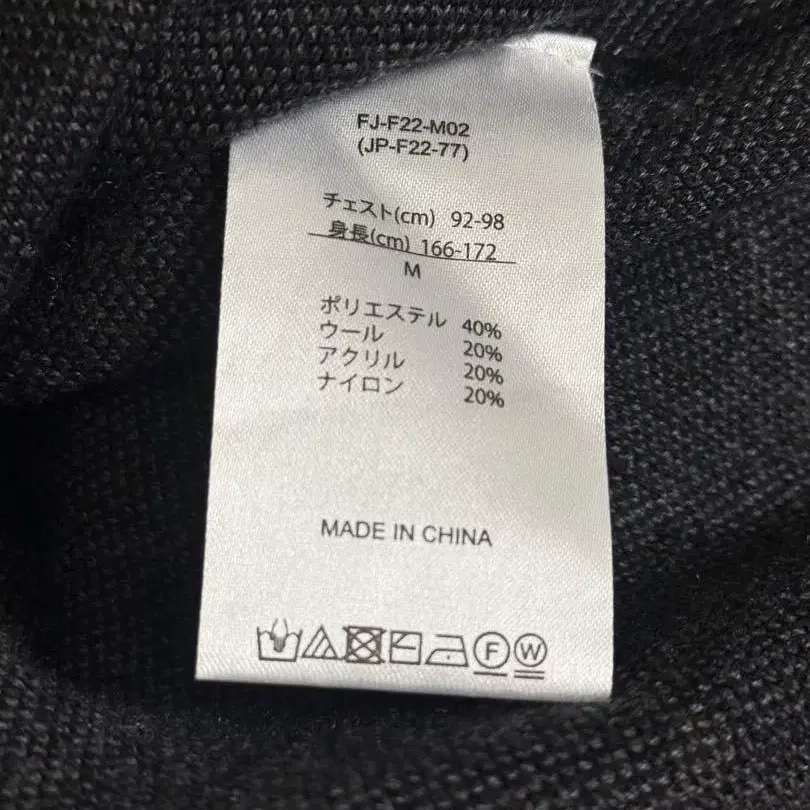 FJ-F22-M02
(JP-F22-77)
チェスト(cm) 92-98
身長(cm) 166-172
M
ポリエステル 40%
ウール 20%
アクリル 20%
ナイロン 20%
MADE IN CHINA
F W